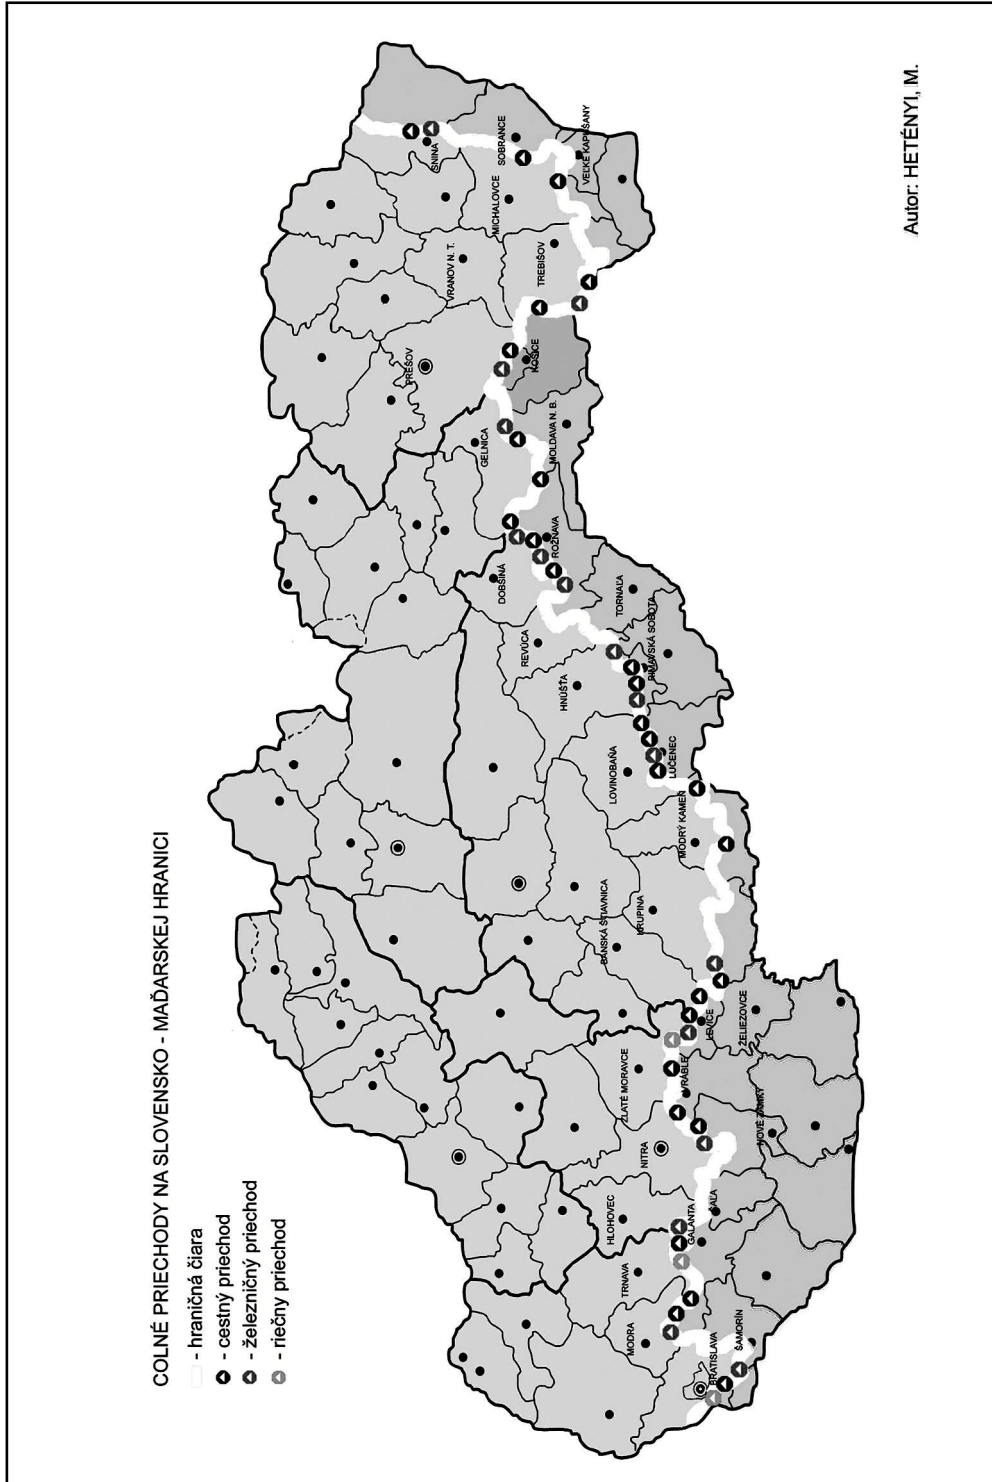 COLNÉ PRIECHODY NA SLOVENSKO - MAĎARSKEJ HRANICI
- hraničná čiara
- cestný priechod
- železničný priechod
- riečny priechod
SNINA
SOBRANCE
VEĽKÉ KAPUŠANY
MICHALOVCE
VRANOV N. T.
TREBIŠOV
PREŠOV
KOŠICE
GELNICA
MOLDAVA N. B.
ROŽŇAVA
DOBŠINÁ
TORNAĽA
REVÚCA
RIMAVSKÁ SOBOTA
HNÚŠŤA
LUČENEC
LOVINOBAŇA
MODRÝ KAMEŇ
KRUPINA
BANSKÁ ŠTIAVNICA
LEVICE
ŽELIEZOVCE
ZLATÉ MORAVCE
VRÁBLE
NOVÉ ZÁMKY
NITRA
HLOHOVEC
GALANTA
ŠAĽA
TRNAVA
MODRA
BRATISLAVA
ŠAMORÍN
Autor: HETÉNYI, M.